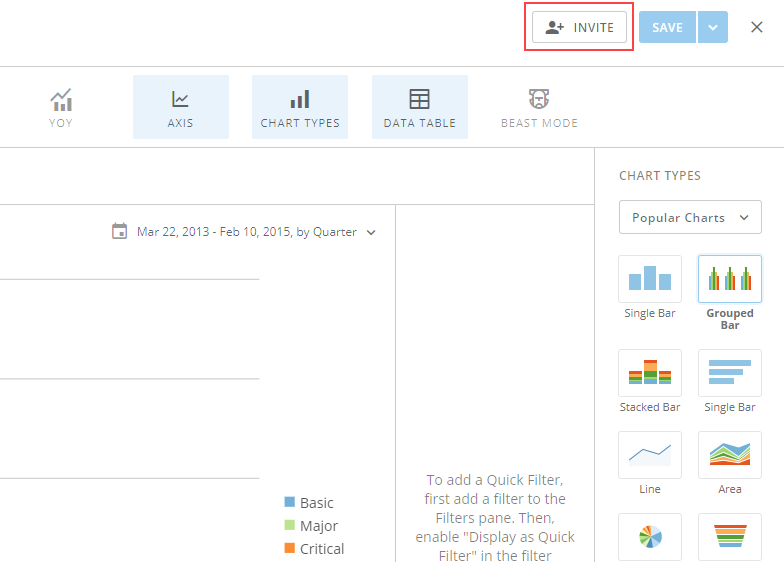 INVITE
SAVE
YOY
AXIS
CHART TYPES
DATA TABLE
BEAST MODE
CHART TYPES
Popular Charts
Mar 22, 2013 - Feb 10, 2015, by Quarter
Single Bar
Grouped
Bar
Stacked Bar
Single Bar
Line
Area
To add a Quick Filter,
first add a filter to the
Filters pane. Then,
enable "Display as Quick
Filter" in the filter
Basic
Major
Critical